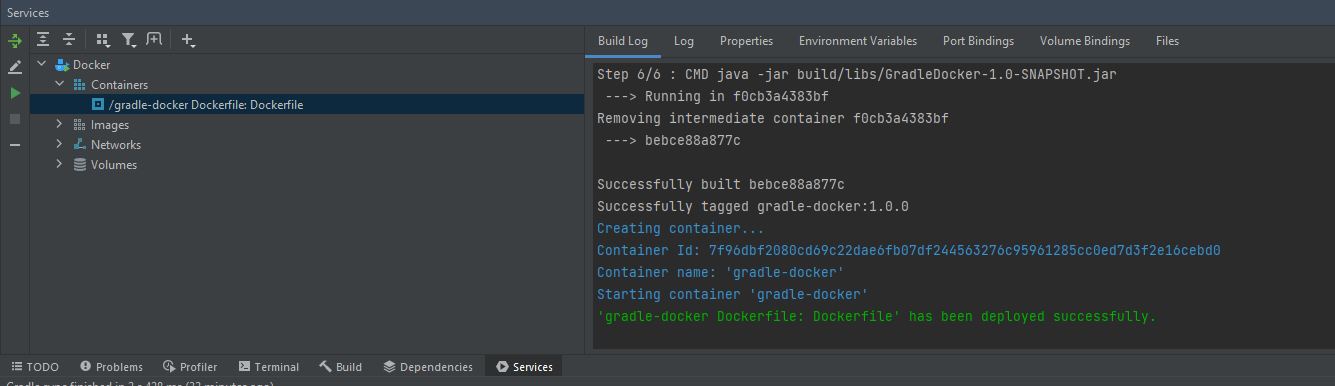 Services
Docker
Containers
/gradle-docker Dockerfile: Dockerfile
Images
Networks
Volumes
Build Log Log Properties Environment Variables Port Bindings Volume Bindings Files
Step 6/6 : CMD java -jar build/libs/GradleDocker-1.0-SNAPSHOT.jar
---> Running in f0cb3a4383bf
Removing intermediate container f0cb3a4383bf
---> bebce88a877c
Successfully built bebce88a877c
Successfully tagged gradle-docker:1.0.0
Creating container...
Container Id: 7f96dbf2080cd69c22dae6fb07df244563276c95961285cc0ed7d3f2e16cebd0
Container name: 'gradle-docker'
Starting container 'gradle-docker'
'gradle-docker Dockerfile: Dockerfile' has been deployed successfully.
TODO Problems Profiler Terminal Build Dependencies Services